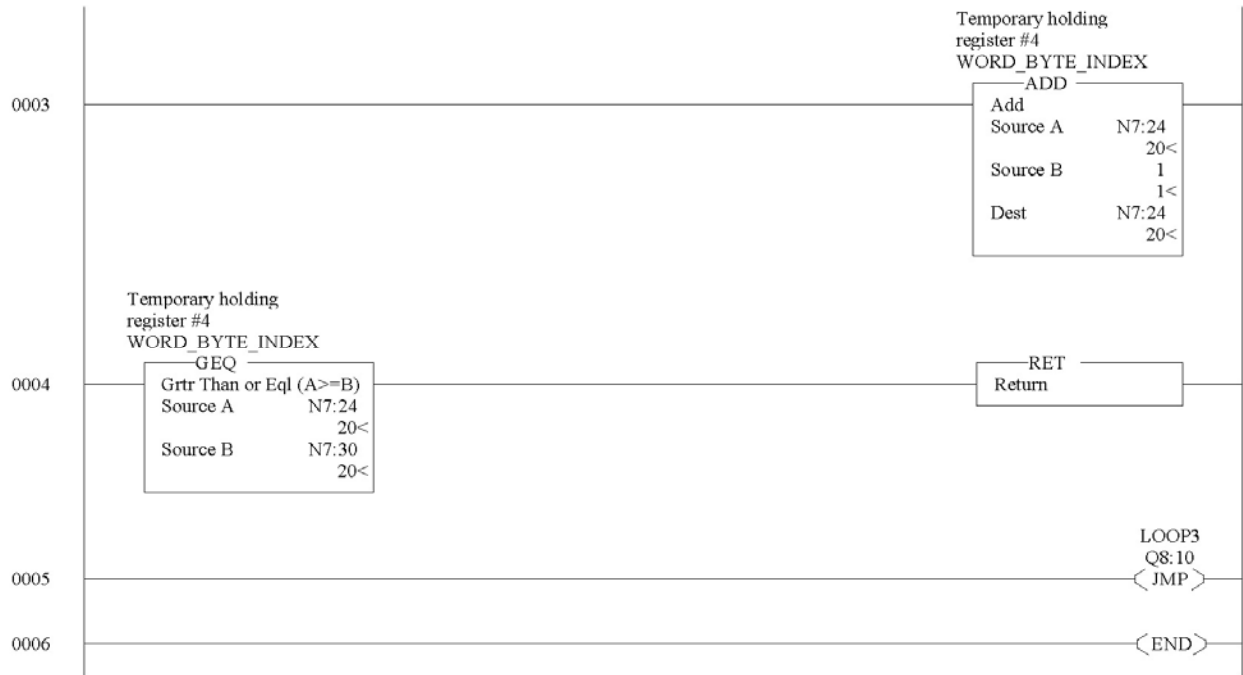 Temporary holding
register #4
WORD_BYTE_INDEX
ADD
0003
Add
Source A N7:24
20<
Source B 1
1<
Dest N7:24
20<
Temporary holding
register #4
WORD_BYTE_INDEX
GEQ
RET
0004
Grtr Than or Eql (A>=B)
Return
Source A N7:24
20<
Source B N7:30
20<
LOOP3
Q8:10
0005
JMP
0006
END